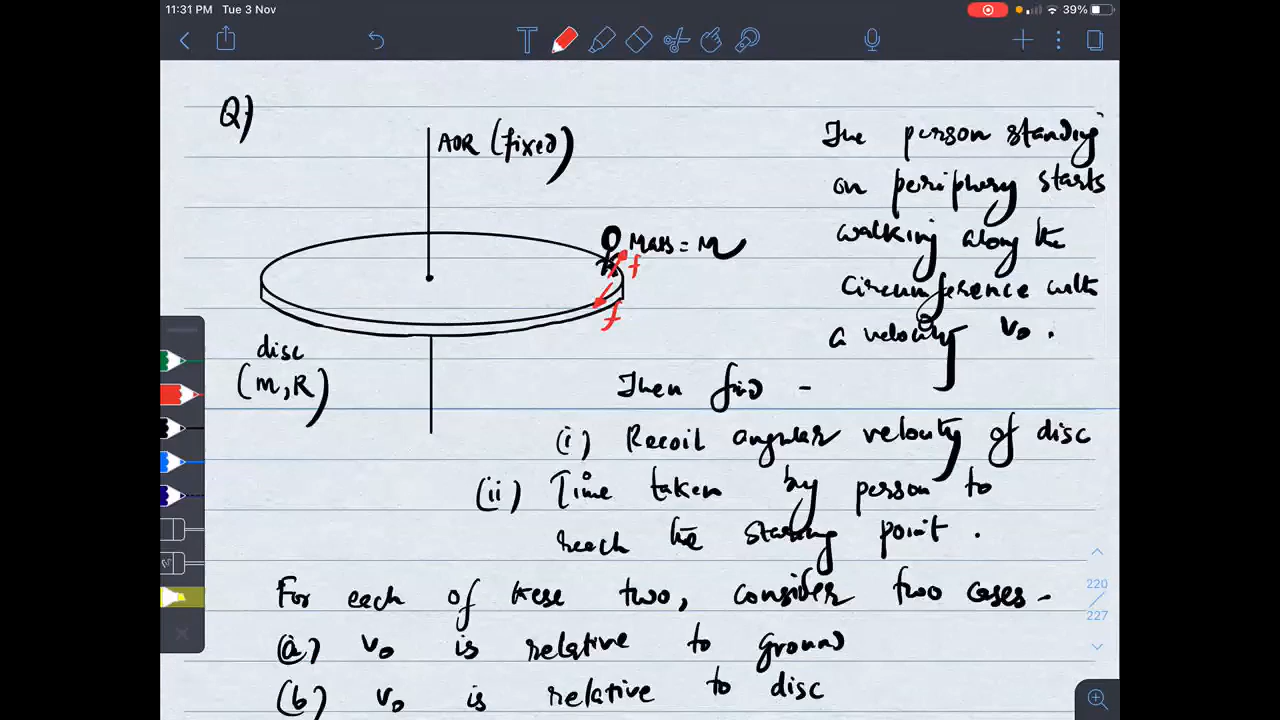 11:31 PM Tue 3 Nov
39%
Q)
AOR (fixed)
The person standing
on periphery starts
Mass = M
walking along the
f
circumference with
f
a velocity v₀.
disc
(m,R)
Then find -
(i) Recoil angular velocity of disc
(ii) Time taken by person to
reach the starting point.
For each of these two, consider two cases-
(a) v₀ is relative to ground
(b) v₀ is relative to disc
220
/
227